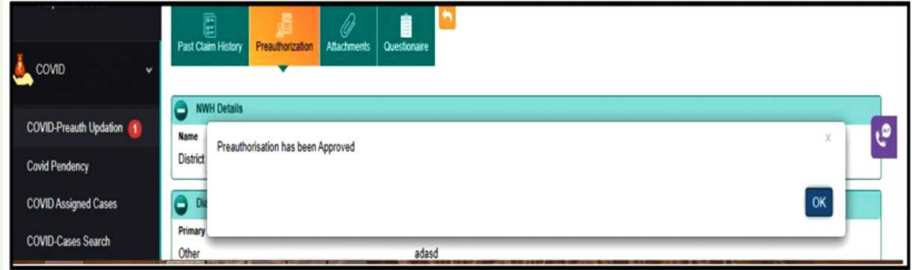 Past Claim History
Preauthorization
Attachments
Questionaire
COVID
NWH Details
COVID-Preauth Updation 1
Name
Preauthorisation has been Approved
x
District
Covid Pendency
COVID Assigned Cases
OK
Primary
COVID-Cases Search
Other
adasd